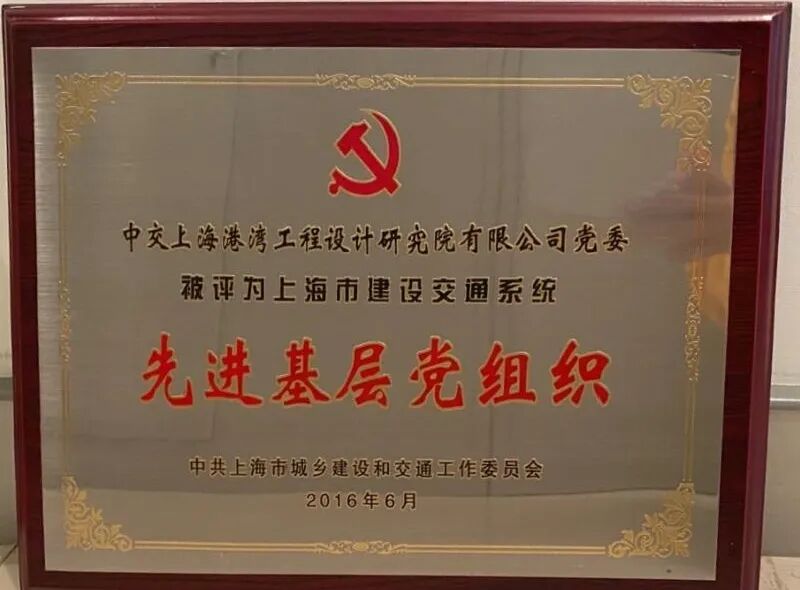 中交上海港湾工程设计研究院有限公司党委
被评为上海市建设交通系统
先进基层党组织
中共上海市城乡建设和交通工作委员会
2016年6月